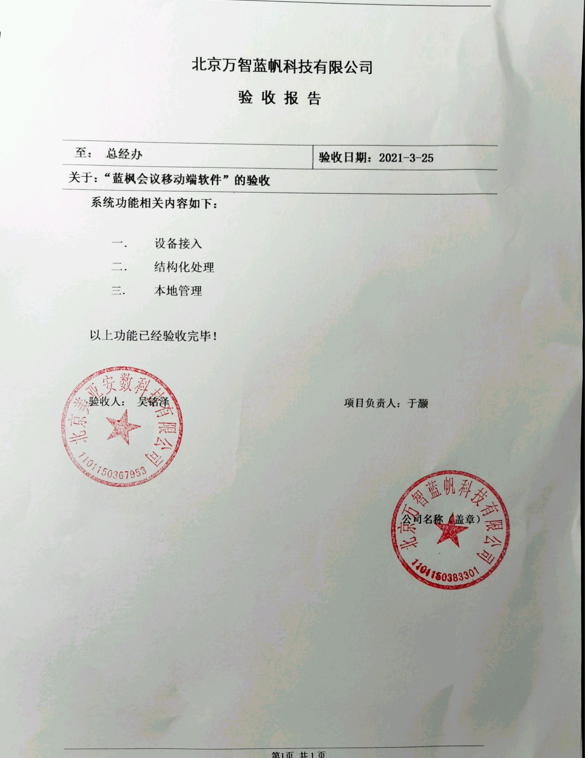 北京万智蓝帆科技有限公司
验收报告
至： 总经办 验收日期：2021-3-25
关于：“蓝枫会议移动端软件”的验收
系统功能相关内容如下：
一. 设备接入
二. 结构化处理
三. 本地管理
以上功能已经验收完毕！
验收人： 吴铭泽 项目负责人：于灏
北京美亚安数科技有限公司
1101150367953
公司名称（盖章）
北京万智蓝帆科技有限公司
1101150383301
第1页 共1页